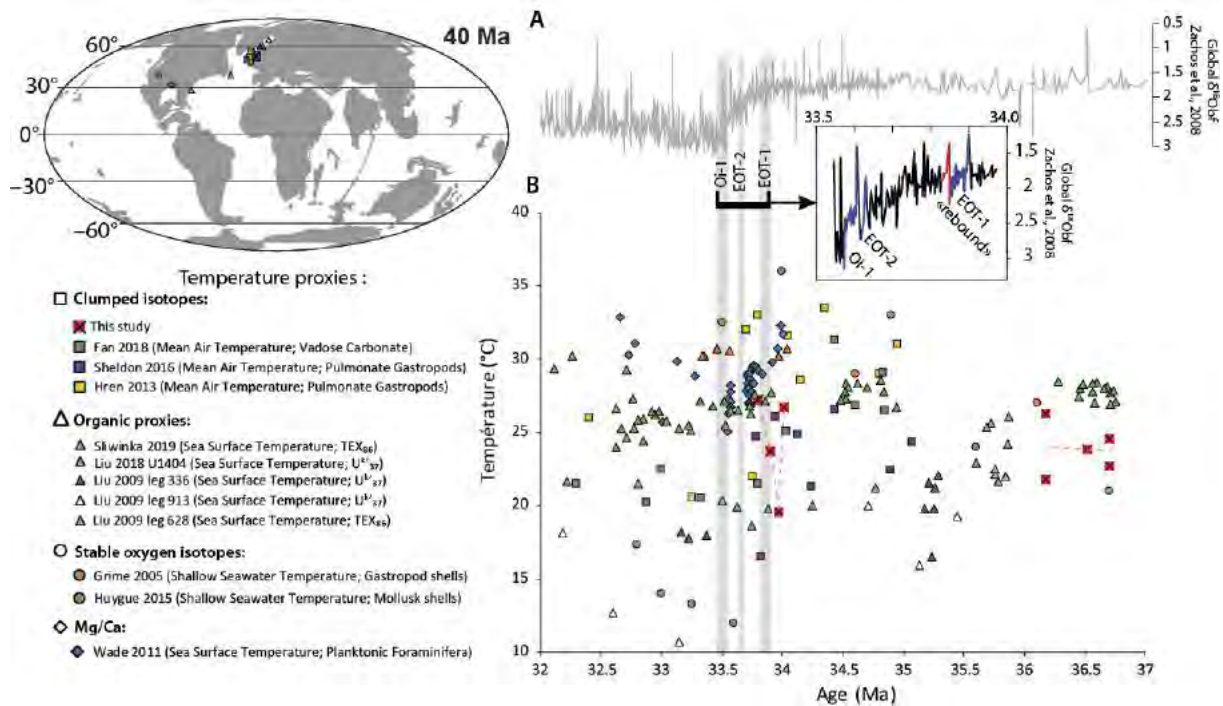 40 Ma
60°
30°
0°
−30°
−60°
Temperature proxies :
Clumped isotopes:
This study
Fan 2018 (Mean Air Temperature; Vadose Carbonate)
Sheldon 2016 (Mean Air Temperature; Pulmonate Gastropods)
Hren 2013 (Mean Air Temperature; Pulmonate Gastropods)
Organic proxies:
Sliwinka 2019 (Sea Surface Temperature; TEX86)
Liu 2018 U1404 (Sea Surface Temperature; Uk'37)
Liu 2009 leg 336 (Sea Surface Temperature; Uk'37)
Liu 2009 leg 913 (Sea Surface Temperature; Uk'37)
Liu 2009 leg 628 (Sea Surface Temperature; TEX86)
Stable oxygen isotopes:
Grime 2005 (Shallow Seawater Temperature; Gastropod shells)
Huygue 2015 (Shallow Seawater Temperature; Mollusk shells)
Mg/Ca:
Wade 2011 (Sea Surface Temperature; Planktonic Foraminifera)
A
0.5
1
1.5
2
2.5
3
Global δ18Obf
Zachos et al., 2008
33.5
34.0
1.5
2
2.5
3
Global δ18Obf
Zachos et al., 2008
Oi-1
EOT-2
«rebound»
EOT-1
Oi-1
EOT-2
EOT-1
B
40
35
30
25
20
15
10
Température (°C)
32
32.5
33
33.5
34
34.5
35
35.5
36
36.5
37
Age (Ma)